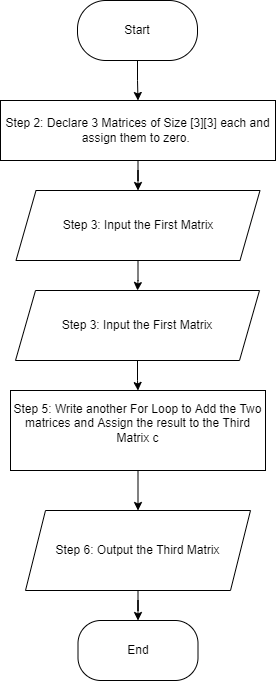 Start
Step 2: Declare 3 Matrices of Size [3][3] each and
assign them to zero.
Step 3: Input the First Matrix
Step 3: Input the First Matrix
Step 5: Write another For Loop to Add the Two
matrices and Assign the result to the Third
Matrix c
Step 6: Output the Third Matrix
End